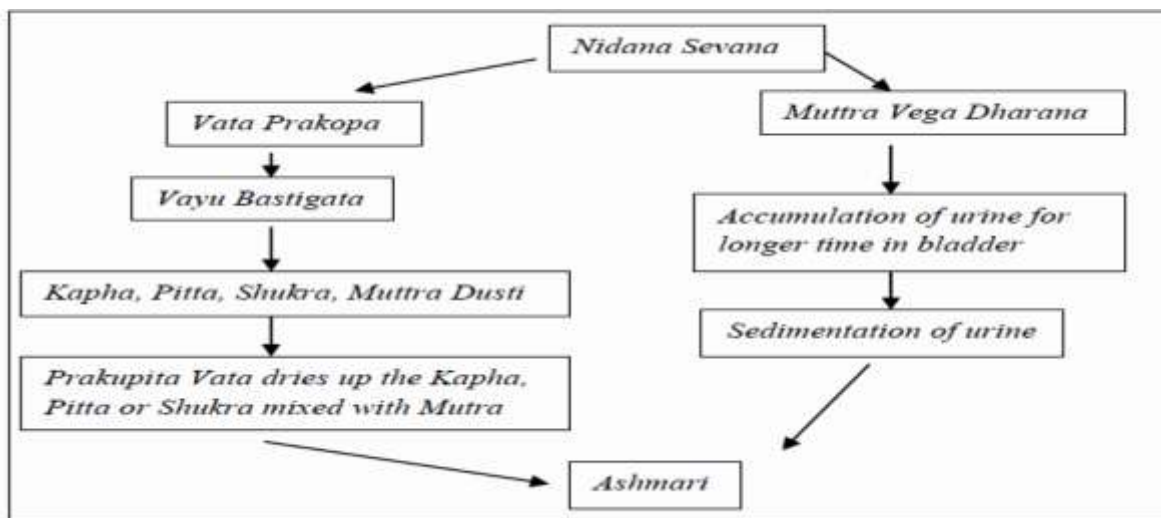 Nidana Sevana
Vata Prakopa
Muttra Vega Dharana
Vayu Bastigata
Accumulation of urine for
longer time in bladder
Kapha, Pitta, Shukra, Muttra Dusti
Sedimentation of urine
Prakupita Vata dries up the Kapha,
Pitta or Shukra mixed with Mutra
Ashmari